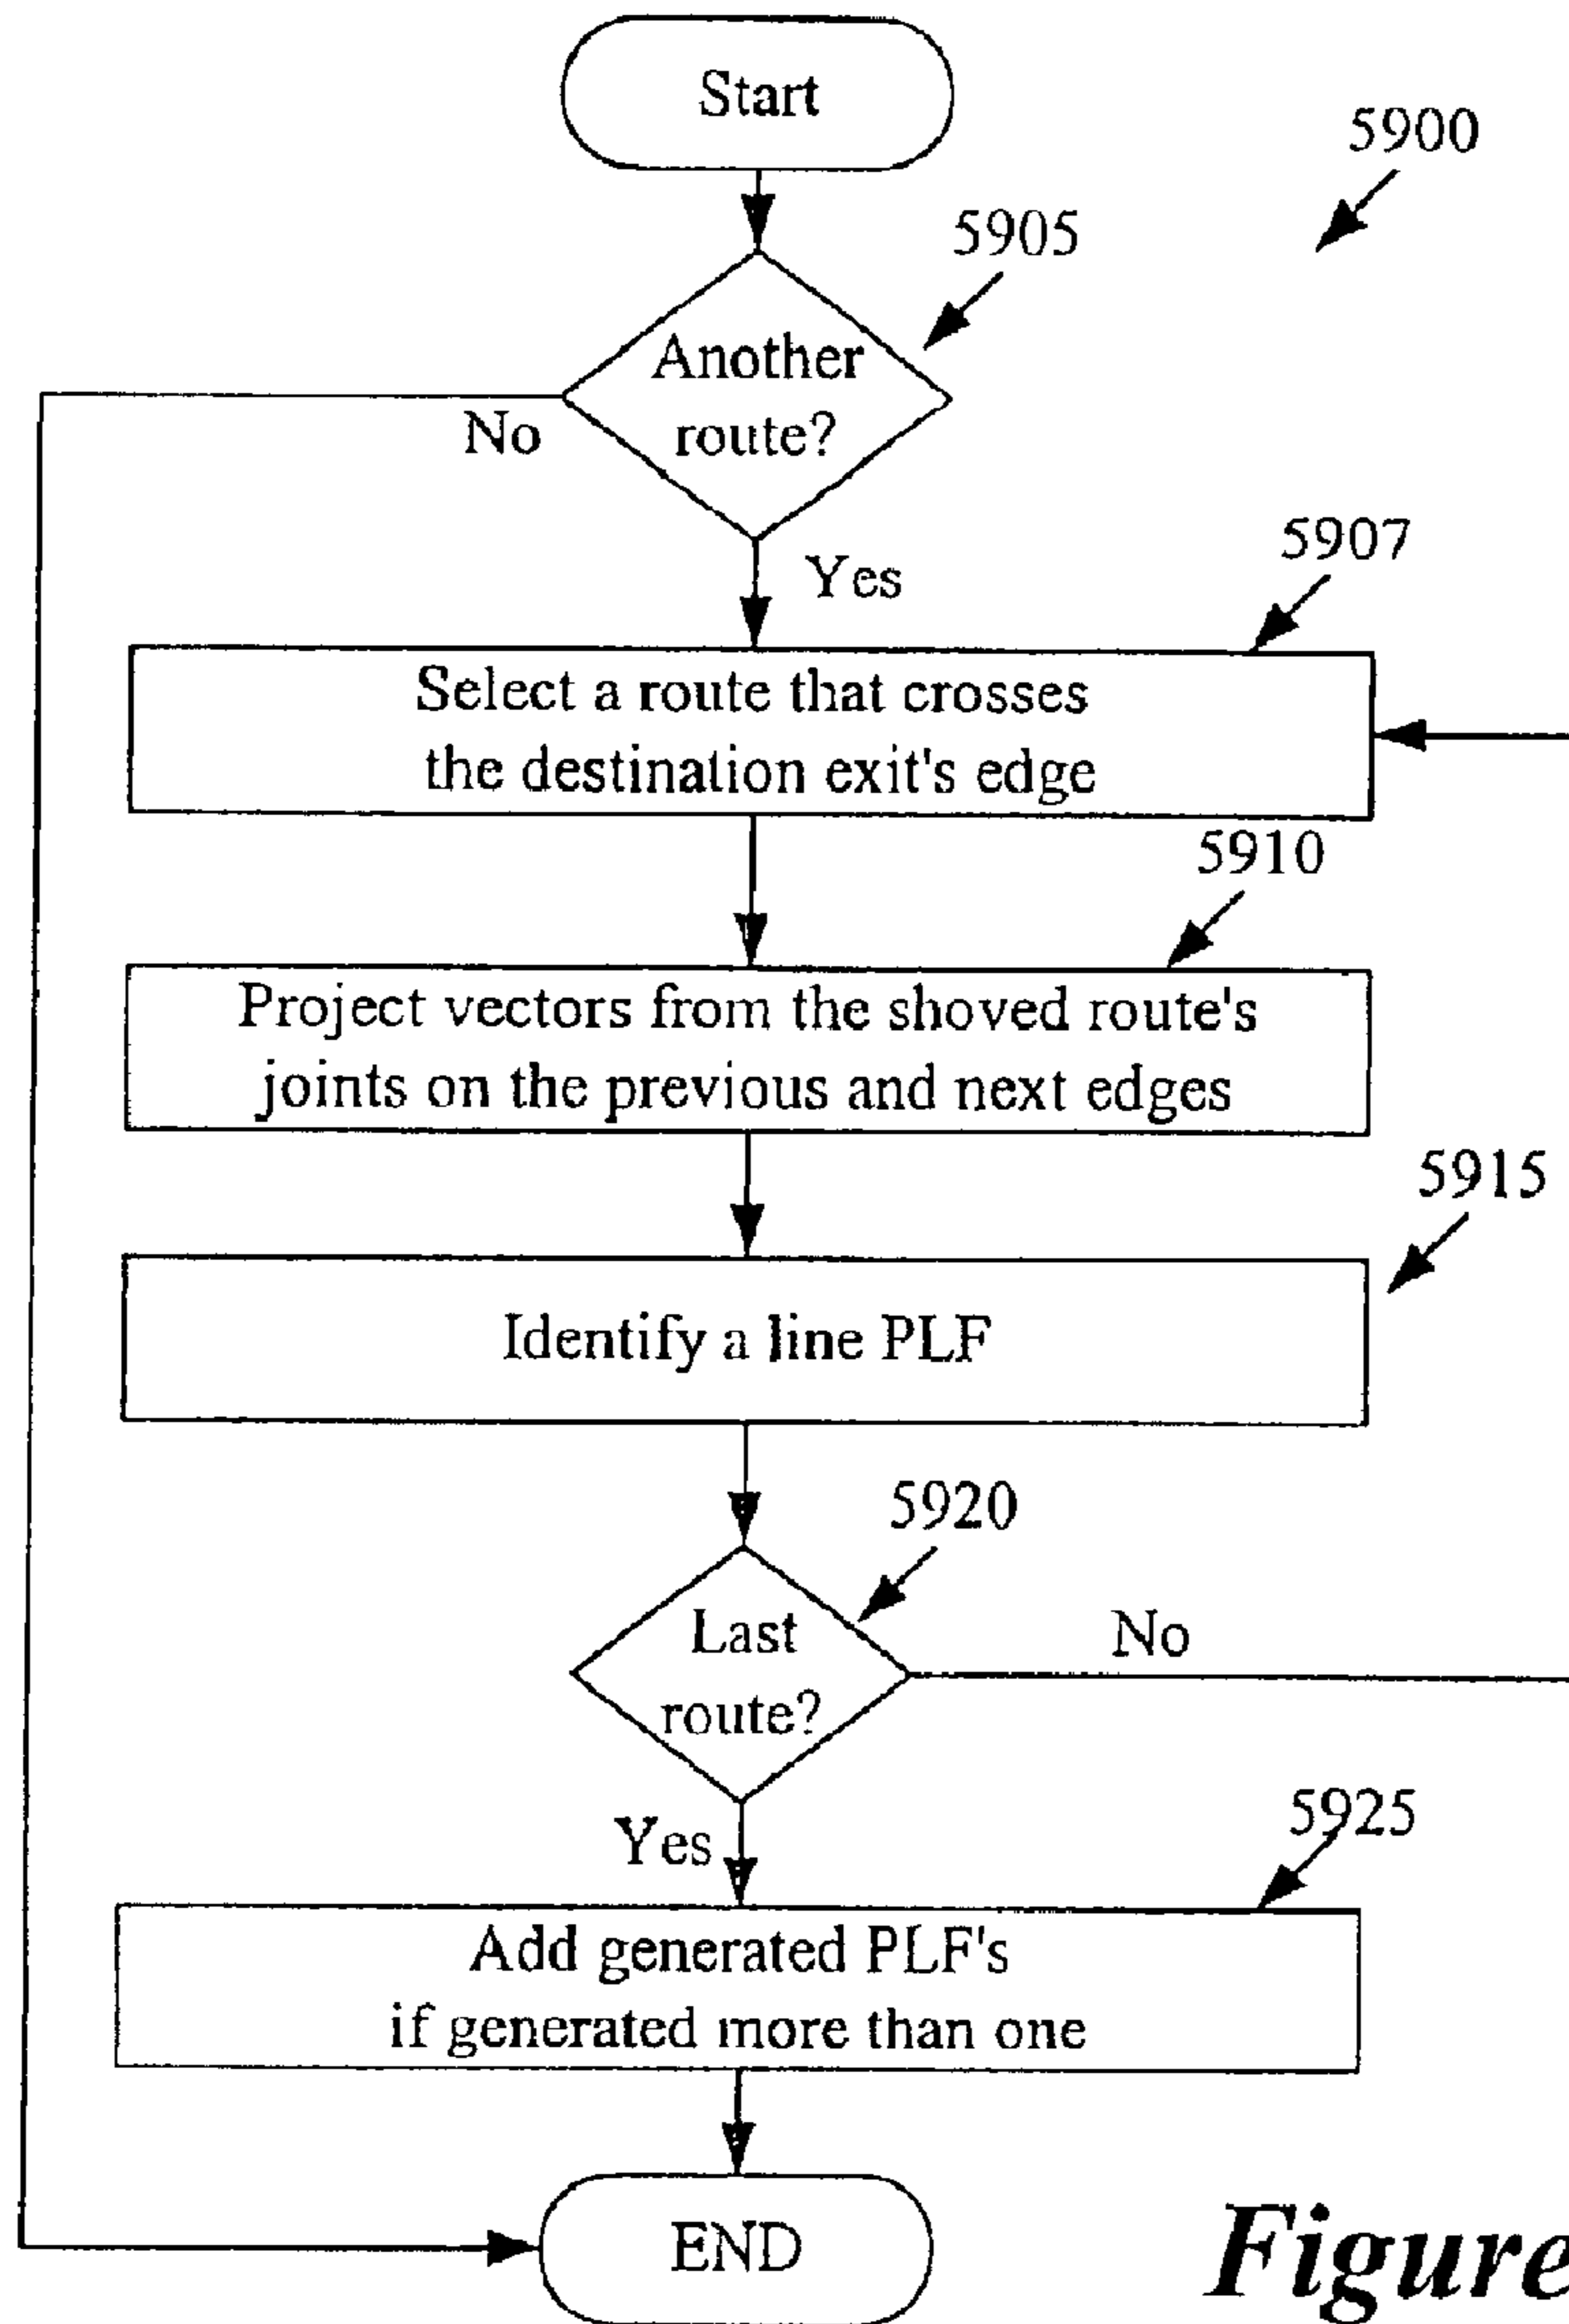 Start
5900
5905
Another
route?
No
Yes
5907
Select a route that crosses
the destination exit's edge
5910
Project vectors from the shoved route's
joints on the previous and next edges
5915
Identify a line PLF
5920
Last
route?
No
Yes
5925
Add generated PLF's
if generated more than one
END
Figure